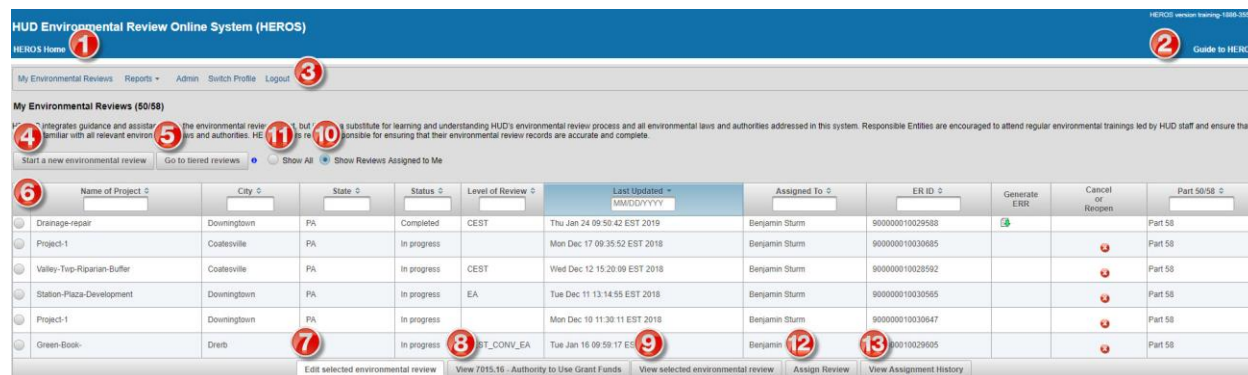 HUD Environmental Review Online System (HEROS)
HEROS version training-1880-255
HEROS Home 1
2 Guide to HERO
My Environmental Reviews Reports Admin Switch Profile Logout 3
My Environmental Reviews (50/58)
integrates guidance and assistan the environmental review but a substitute for learning and understanding HUD's environmental review process and all environmental laws and authorities addressed in this system. Responsible Entities are encouraged to attend regular environmental trainings led by HUD staff and ensure tha
4 familiar with all relevant environ 5 ws and authorities. HE 11 s re 10 ponsible for ensuring that their environmental review records are accurate and complete.
Start a new environmental review Go to tiered reviews Show All Show Reviews Assigned to Me
6 Name of Project City State Status Level of Review Last Updated Assigned To ER ID Generate ERR Cancel or Reopen Part 50/58
MM/DD/YYYY
Drainage-repair Downingtown PA Completed CEST Thu Jan 24 09:50:42 EST 2019 Benjamin Sturm 900000010029588 Part 58
Project-1 Coatesville PA In progress Mon Dec 17 09:35:52 EST 2018 Benjamin Sturm 900000010030685 Part 58
Valley-Twp-Riparian-Buffer Coatesville PA In progress CEST Wed Dec 12 15:20:09 EST 2018 Benjamin Sturm 900000010028592 Part 58
Station-Plaza-Development Downingtown PA In progress EA Tue Dec 11 13:14:55 EST 2018 Benjamin Sturm 900000010030565 Part 58
Project-1 Downingtown PA In progress Mon Dec 10 11:30:11 EST 2018 Benjamin Sturm 900000010030647 Part 58
Green-Book- Drerb 7 In progress 8 ST_CONV_EA Tue Jan 16 09:59:17 ES 9 Benjamin 12 13 00010029605 Part 58
Edit selected environmental review View 7015.16 - Authority to Use Grant Funds View selected environmental review Assign Review View Assignment History